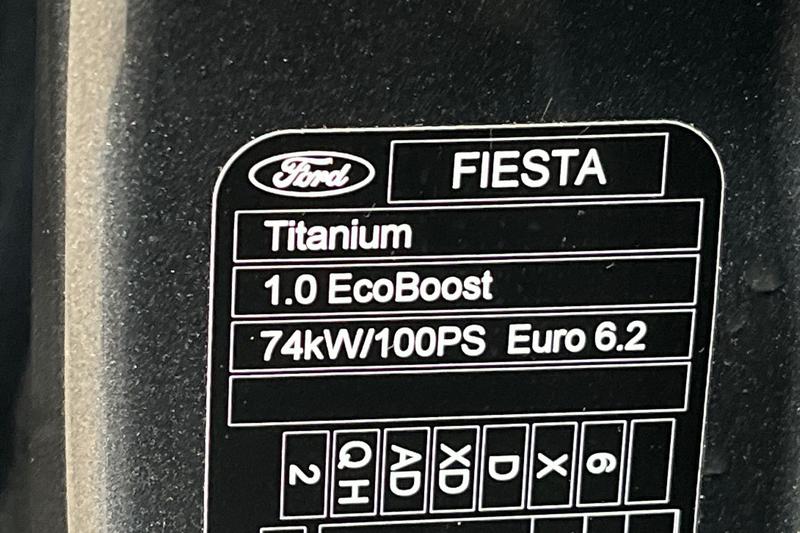 Ford FIESTA
Titanium
1.0 EcoBoost
74kW/100PS Euro 6.2
2 QH AD XD D X 6